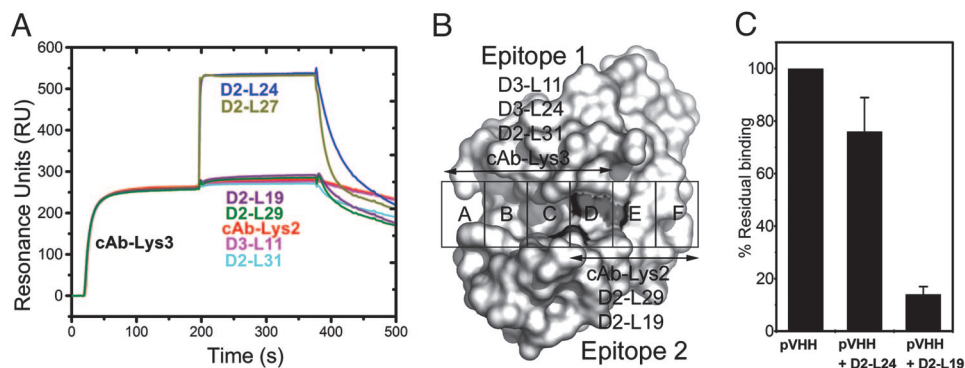 A
600
500
400
300
200
100
0
Resonance Units (RU)
D2-L24
D2-L27
D2-L19
D2-L29
cAb-Lys2
D3-L11
D2-L31
cAb-Lys3
0 100 200 300 400 500
Time (s)
B
Epitope 1
D3-L11
D3-L24
D2-L31
cAb-Lys3
A B C D E F
cAb-Lys2
D2-L29
D2-L19
Epitope 2
C
100
80
60
40
20
0
% Residual binding
pVHH pVHH pVHH
+ D2-L24 + D2-L19